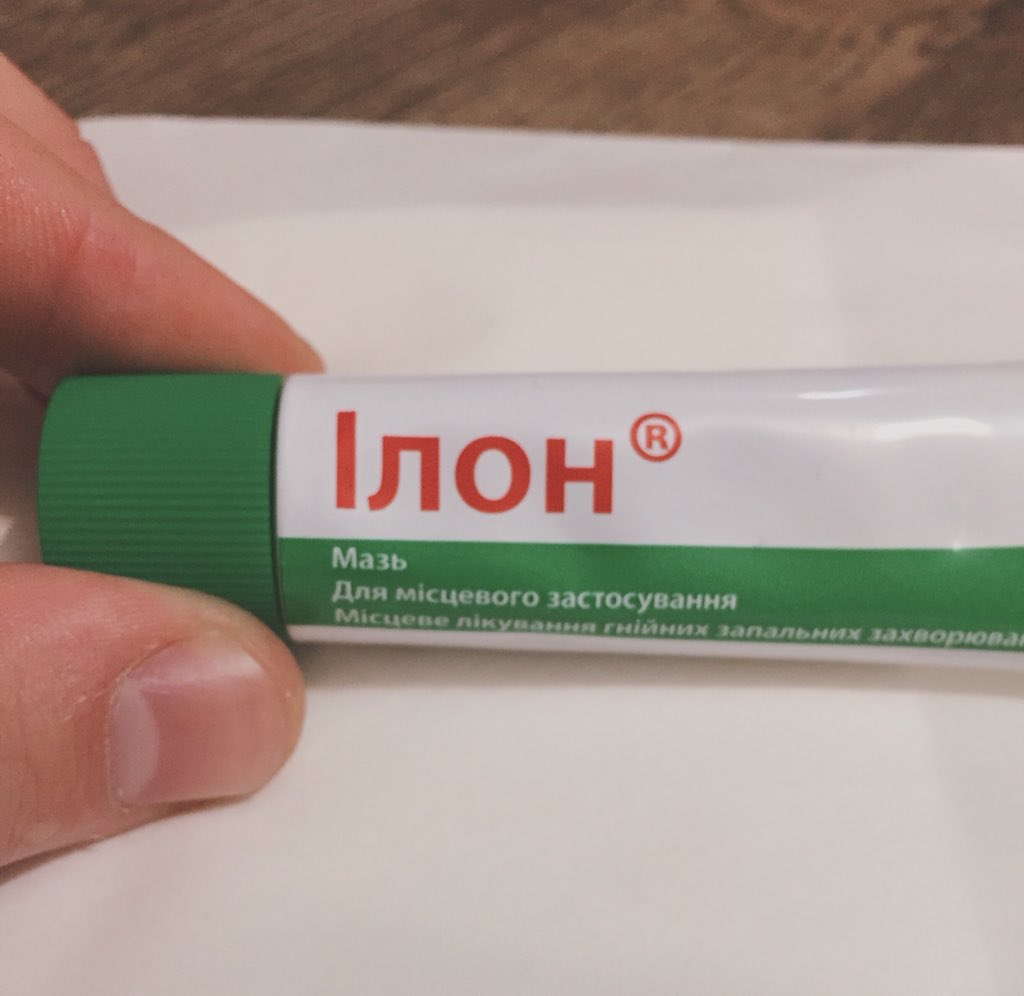 Ілон®
Мазь
Для місцевого застосування
Місцеве лікування гнійних запальних